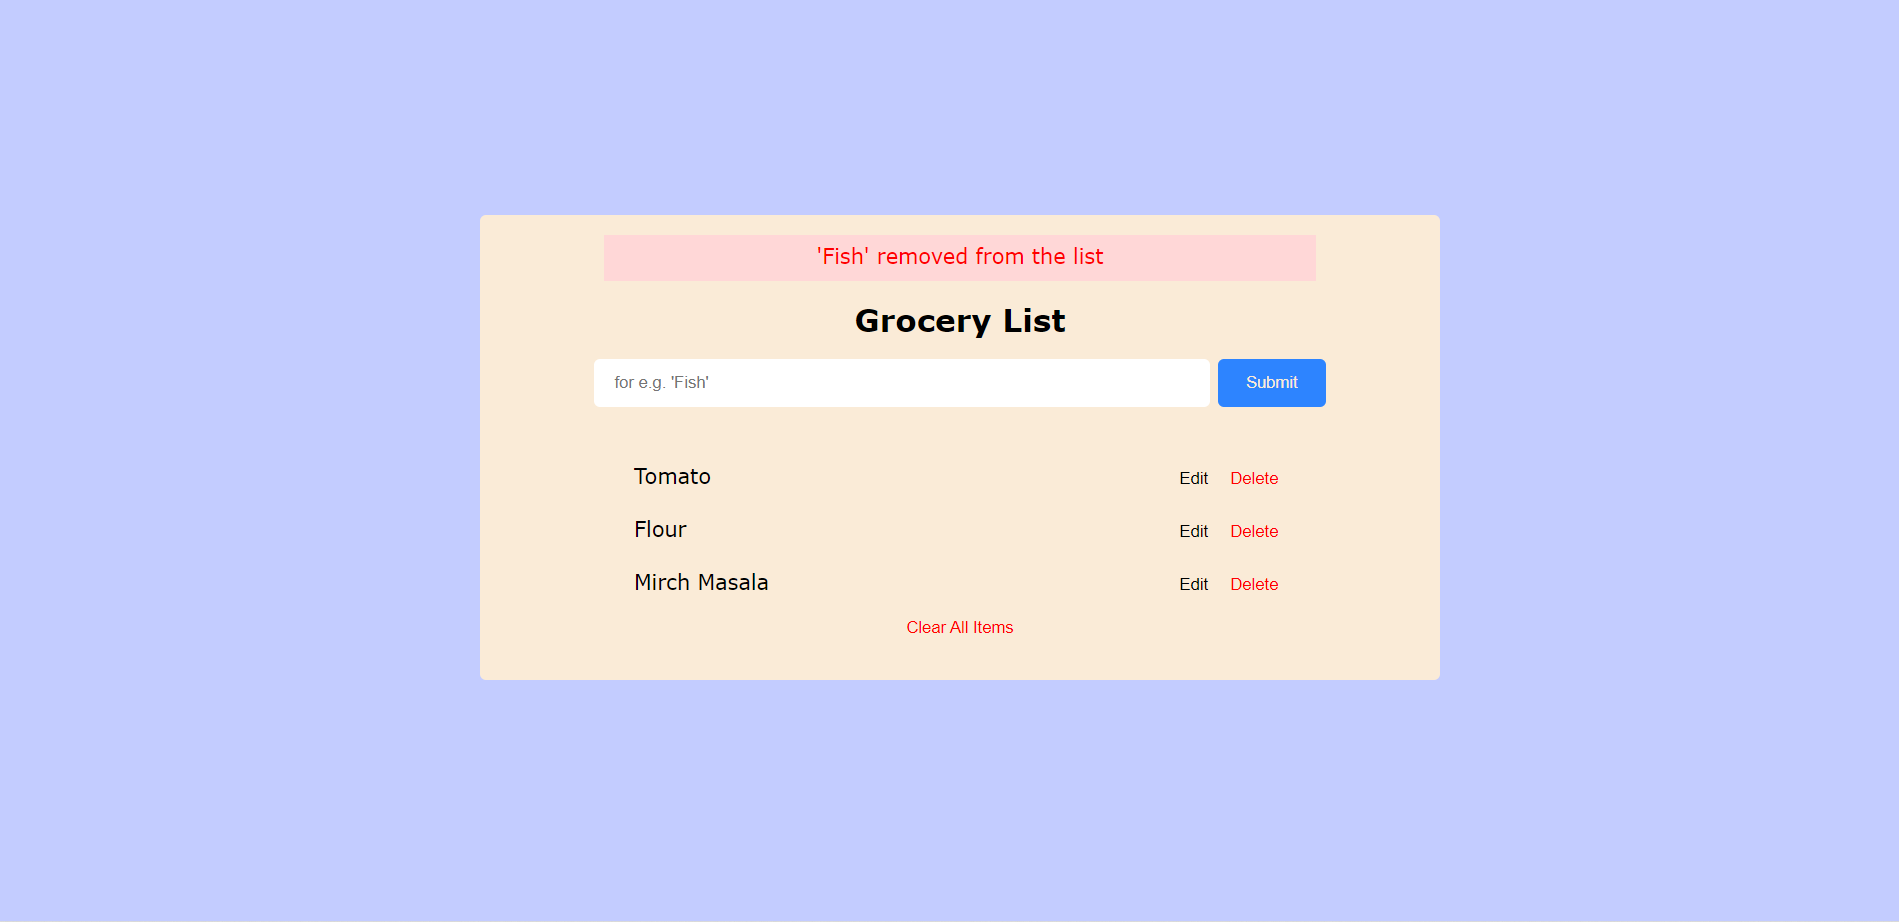 'Fish' removed from the list
Grocery List
for e.g. 'Fish' Submit
Tomato Edit Delete
Flour Edit Delete
Mirch Masala Edit Delete
Clear All Items